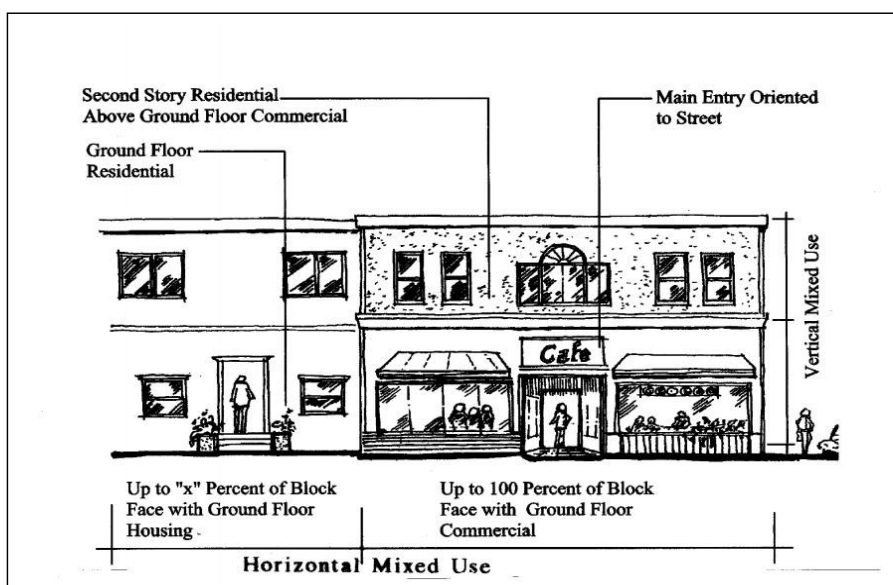 Second Story Residential
Above Ground Floor Commercial
Main Entry Oriented
to Street
Ground Floor
Residential
Cafe
Vertical Mixed Use
Up to "x" Percent of Block
Face with Ground Floor
Housing
Up to 100 Percent of Block
Face with Ground Floor
Commercial
Horizontal Mixed Use